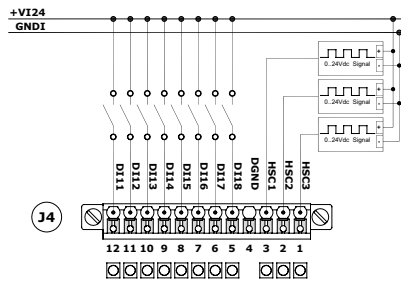 +VI24
GNDI
+
-
0..24Vdc Signal
+
-
0..24Vdc Signal
+
-
0..24Vdc Signal
DI11
DI12
DI13
DI14
DI15
DI16
DI17
DI18
DGND
HSC1
HSC2
HSC3
J4
12 11 10 9 8 7 6 5 4 3 2 1